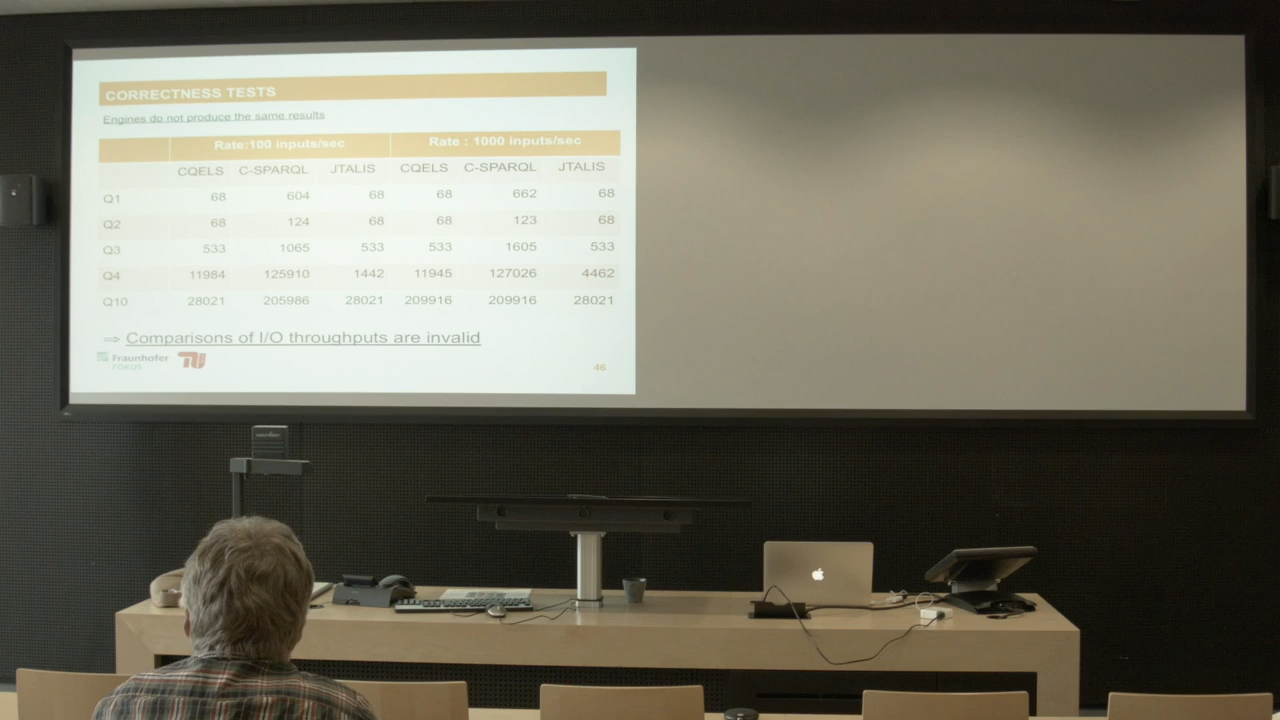 CORRECTNESS TESTS
Engines do not produce the same results
Rate:100 inputs/sec Rate : 1000 inputs/sec
CQELS C-SPARQL JTALIS CQELS C-SPARQL JTALIS
Q1 68 604 68 68 662 68
Q2 68 124 68 68 123 68
Q3 533 1065 533 533 1605 533
Q4 11984 125910 1442 11945 127026 4462
Q10 28021 205986 28021 209916 209916 28021
⇒ Comparisons of I/O throughputs are invalid
Fraunhofer
FOKUS
46